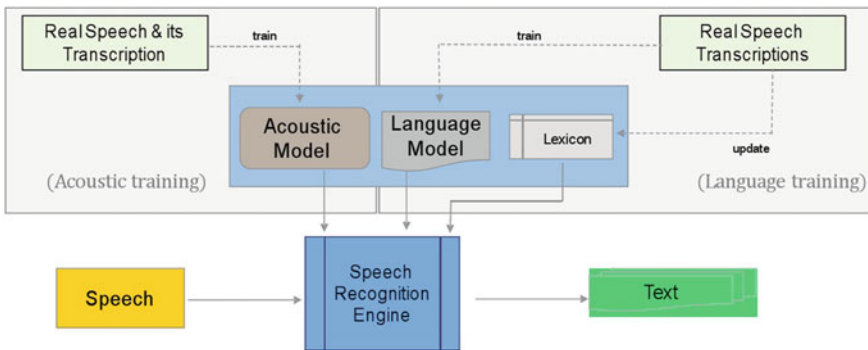 Real Speech & its
Transcription
train
train
Real Speech
Transcriptions
Acoustic
Model
Language
Model
Lexicon
update
(Acoustic training)
(Language training)
Speech
Speech
Recognition
Engine
Text